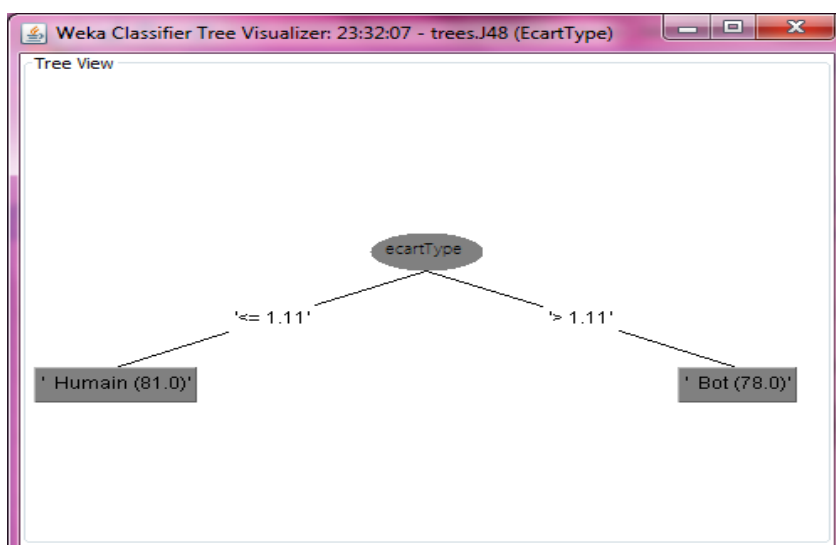 Weka Classifier Tree Visualizer: 23:32:07 - trees.J48 (EcartType)
Tree View
ecartType
'<= 1.11'
'> 1.11'
' Humain (81.0)'
' Bot (78.0)'